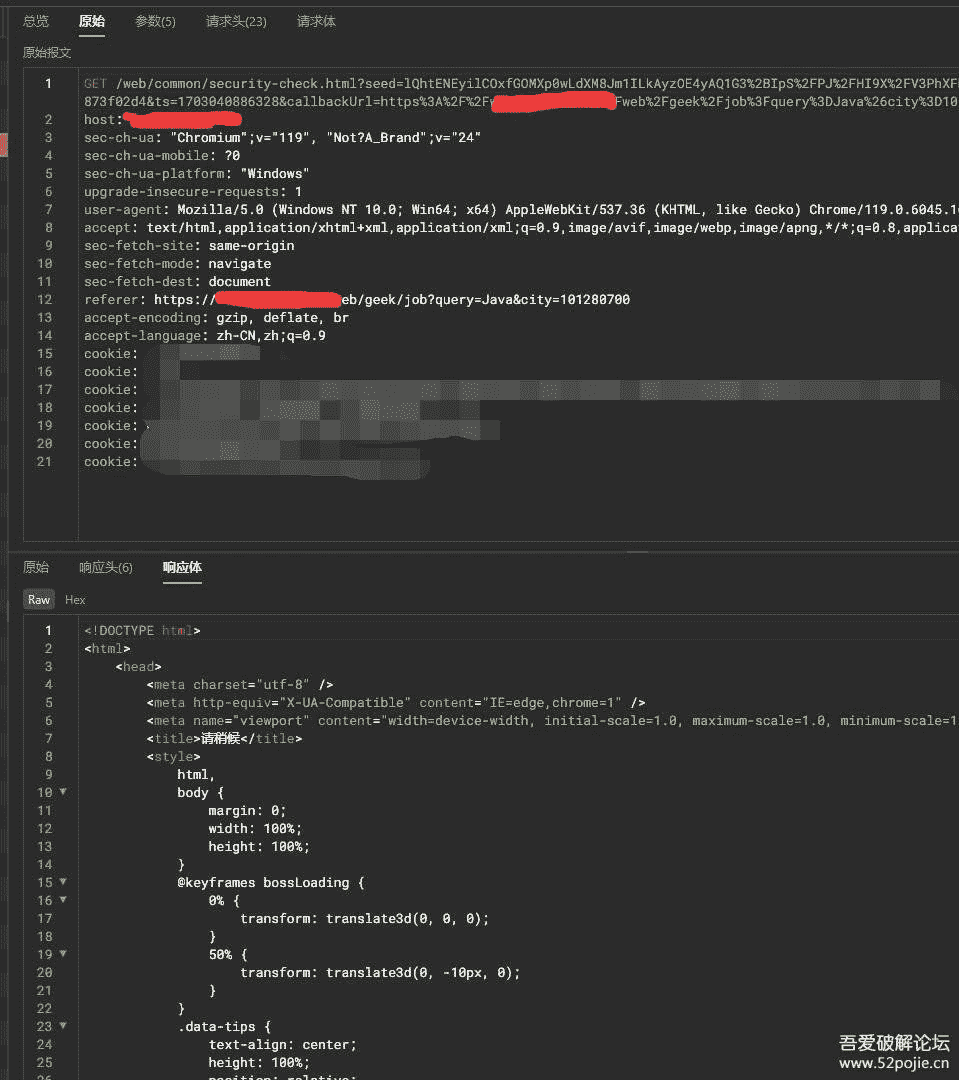 总览 原始 参数(5) 请求头(23) 请求体
原始报文
1 GET /web/common/security-check.html?seed=lQhtENEyilCOxfGOMXp0wLdXM8Jm1ILkAyzOE4yAQ1G3%2BIpS%2FPJ%2FHI9X%2FV3PhXF
873f02d4&ts=1703040886328&callbackUrl=https%3A%2F%2F Fweb%2Fgeek%2Fjob%3Fquery%3DJava%26city%3D10
2 host:
3 sec-ch-ua: "Chromium";v="119", "Not?A_Brand";v="24"
4 sec-ch-ua-mobile: ?0
5 sec-ch-ua-platform: "Windows"
6 upgrade-insecure-requests: 1
7 user-agent: Mozilla/5.0 (Windows NT 10.0; Win64; x64) AppleWebKit/537.36 (KHTML, like Gecko) Chrome/119.0.6045.1
8 accept: text/html,application/xhtml+xml,application/xml;q=0.9,image/avif,image/webp,image/apng,*/*;q=0.8,applica
9 sec-fetch-site: same-origin
10 sec-fetch-mode: navigate
11 sec-fetch-dest: document
12 referer: https:// eb/geek/job?query=Java&city=101280700
13 accept-encoding: gzip, deflate, br
14 accept-language: zh-CN,zh;q=0.9
15 cookie:
16 cookie:
17 cookie:
18 cookie:
19 cookie:
20 cookie:
21 cookie:
原始 响应头(6) 响应体
Raw Hex
1 <!DOCTYPE html>
2 <html>
3 <head>
4 <meta charset="utf-8" />
5 <meta http-equiv="X-UA-Compatible" content="IE=edge,chrome=1" />
6 <meta name="viewport" content="width=device-width, initial-scale=1.0, maximum-scale=1.0, minimum-scale=1
7 <title>请稍候</title>
8 <style>
9 html,
10 body {
11 margin: 0;
12 width: 100%;
13 height: 100%;
14 }
15 @keyframes bossLoading {
16 0% {
17 transform: translate3d(0, 0, 0);
18 }
19 50% {
20 transform: translate3d(0, -10px, 0);
21 }
22 }
23 .data-tips {
24 text-align: center;
25 height: 100%;
吾爱破解论坛
www.52pojie.cn